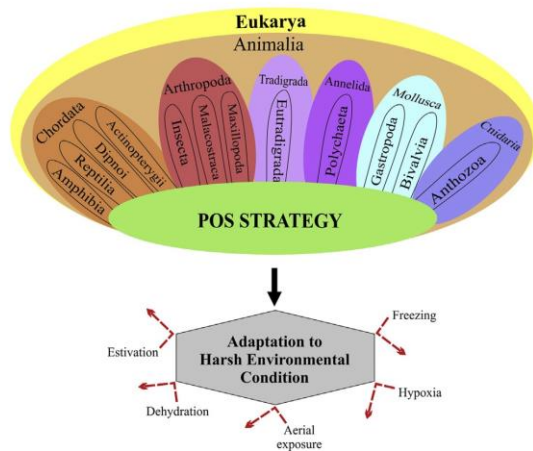 Eukarya
Animalia
Chordata
Actinopterygii
Dipnoi
Reptilia
Amphibia
Arthropoda
Insecta
Malacostraca
Maxillopoda
Tradigrada
Eutradigrada
Annelida
Polychacta
Mollusca
Gastropoda
Bivalvia
Cnidaria
Anthozoa
POS STRATEGY
Adaptation to
Harsh Environmental
Condition
Freezing
Estivation
Hypoxia
Dehydration
Aerial
exposure